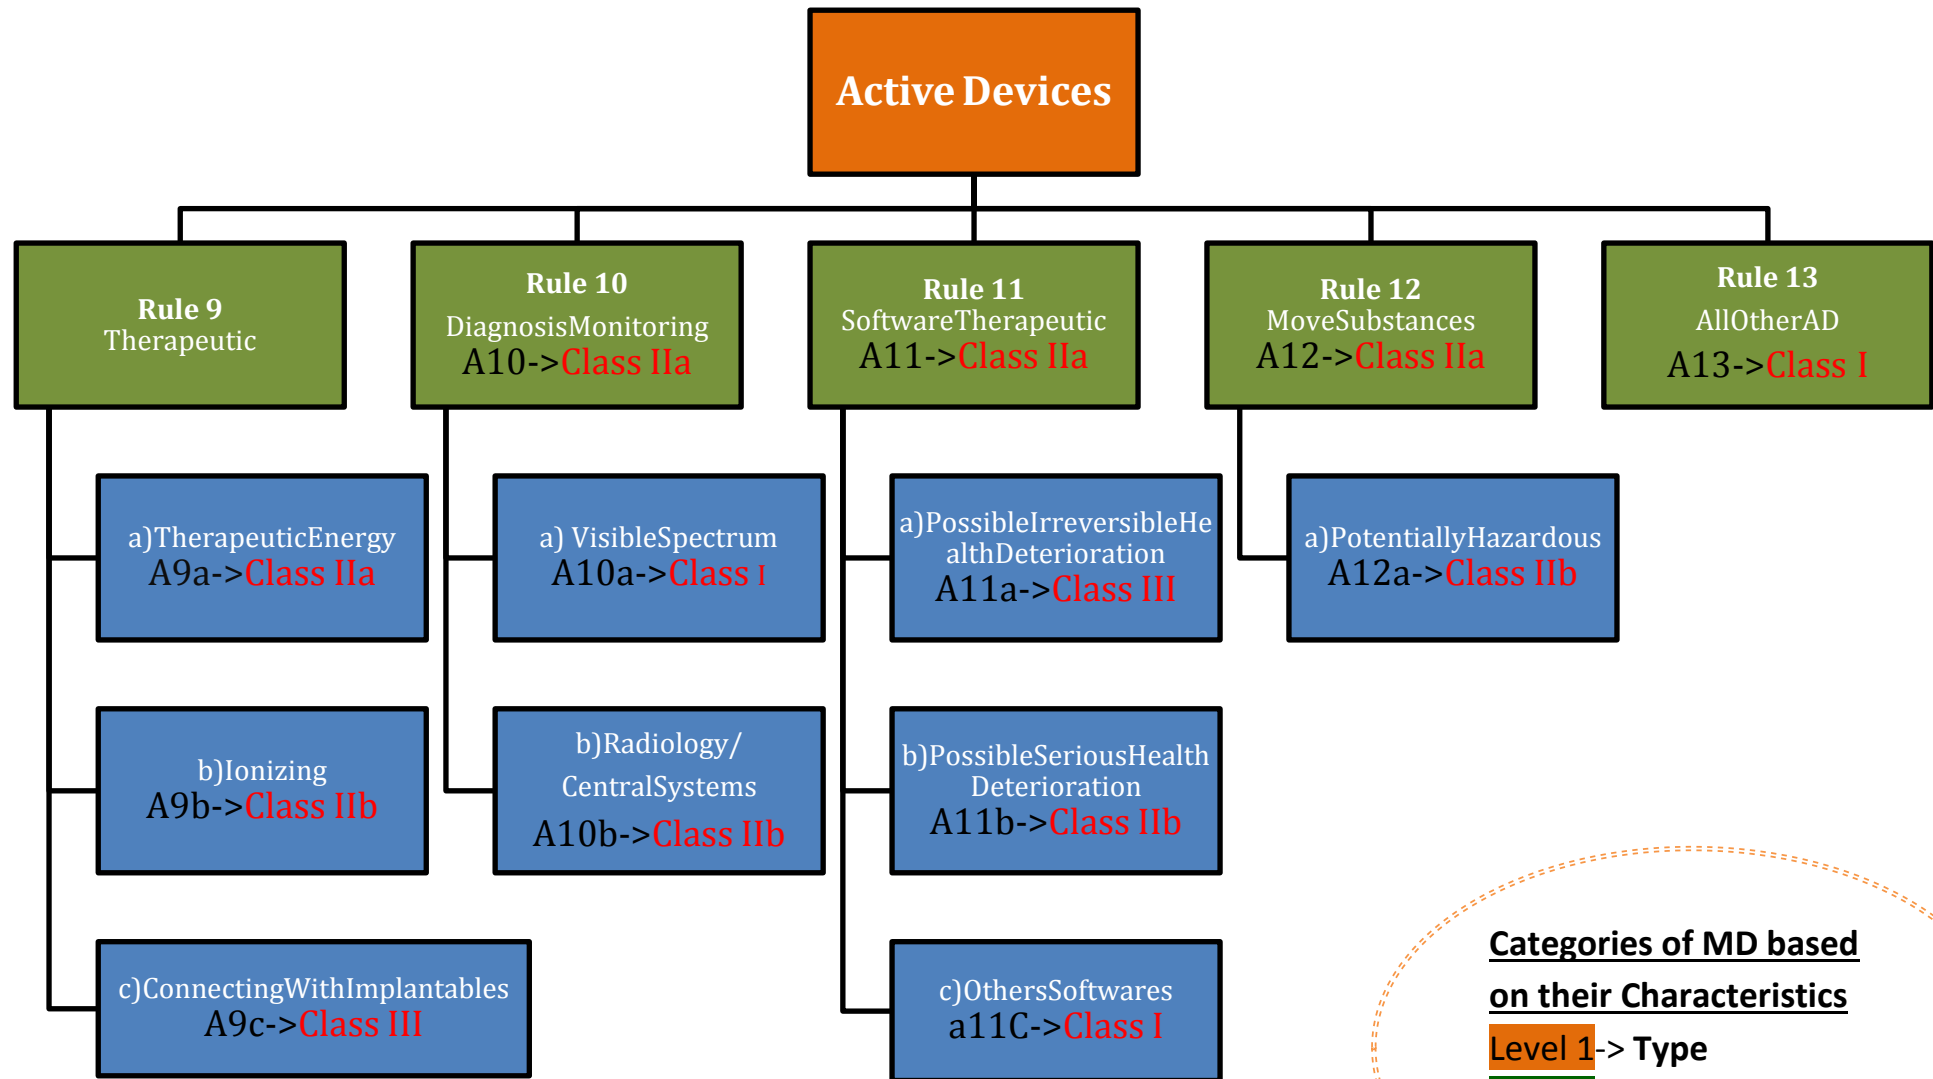 Active Devices
Rule 9
Therapeutic
Rule 10
DiagnosisMonitoring
A10->Class IIa
Rule 11
SoftwareTherapeutic
A11->Class IIa
Rule 12
MoveSubstances
A12->Class IIa
Rule 13
AllOtherAD
A13->Class I
a)TherapeuticEnergy
A9a->Class IIa
a) VisibleSpectrum
A10a->Class I
a)PossibleIrreversibleHe
althDeterioration
A11a->Class III
a)PotentiallyHazardous
A12a->Class IIb
b)Ionizing
A9b->Class IIb
b)Radiology/
CentralSystems
A10b->Class IIb
b)PossibleSeriousHealth
Deterioration
A11b->Class IIb
c)ConnectingWithImplantables
A9c->Class III
c)OthersSoftwares
a11C->Class I
Categories of MD based
on their Characteristics
Level 1-> Type